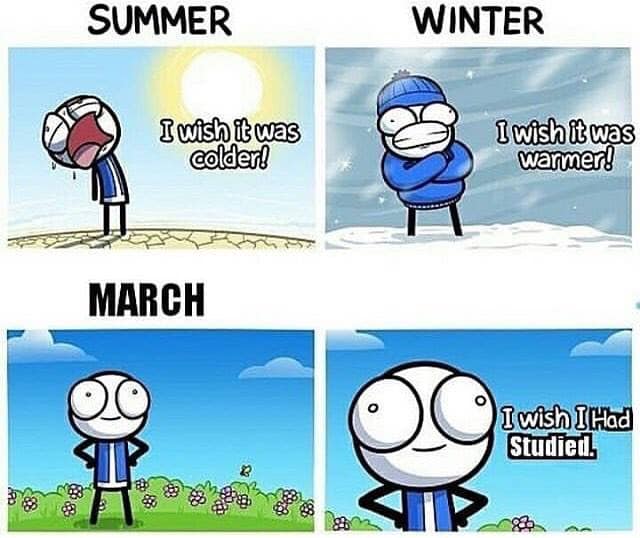 SUMMER
WINTER
I wish it was
colder!
I wish it was
warmer!
MARCH
I wish I Had
Studied.